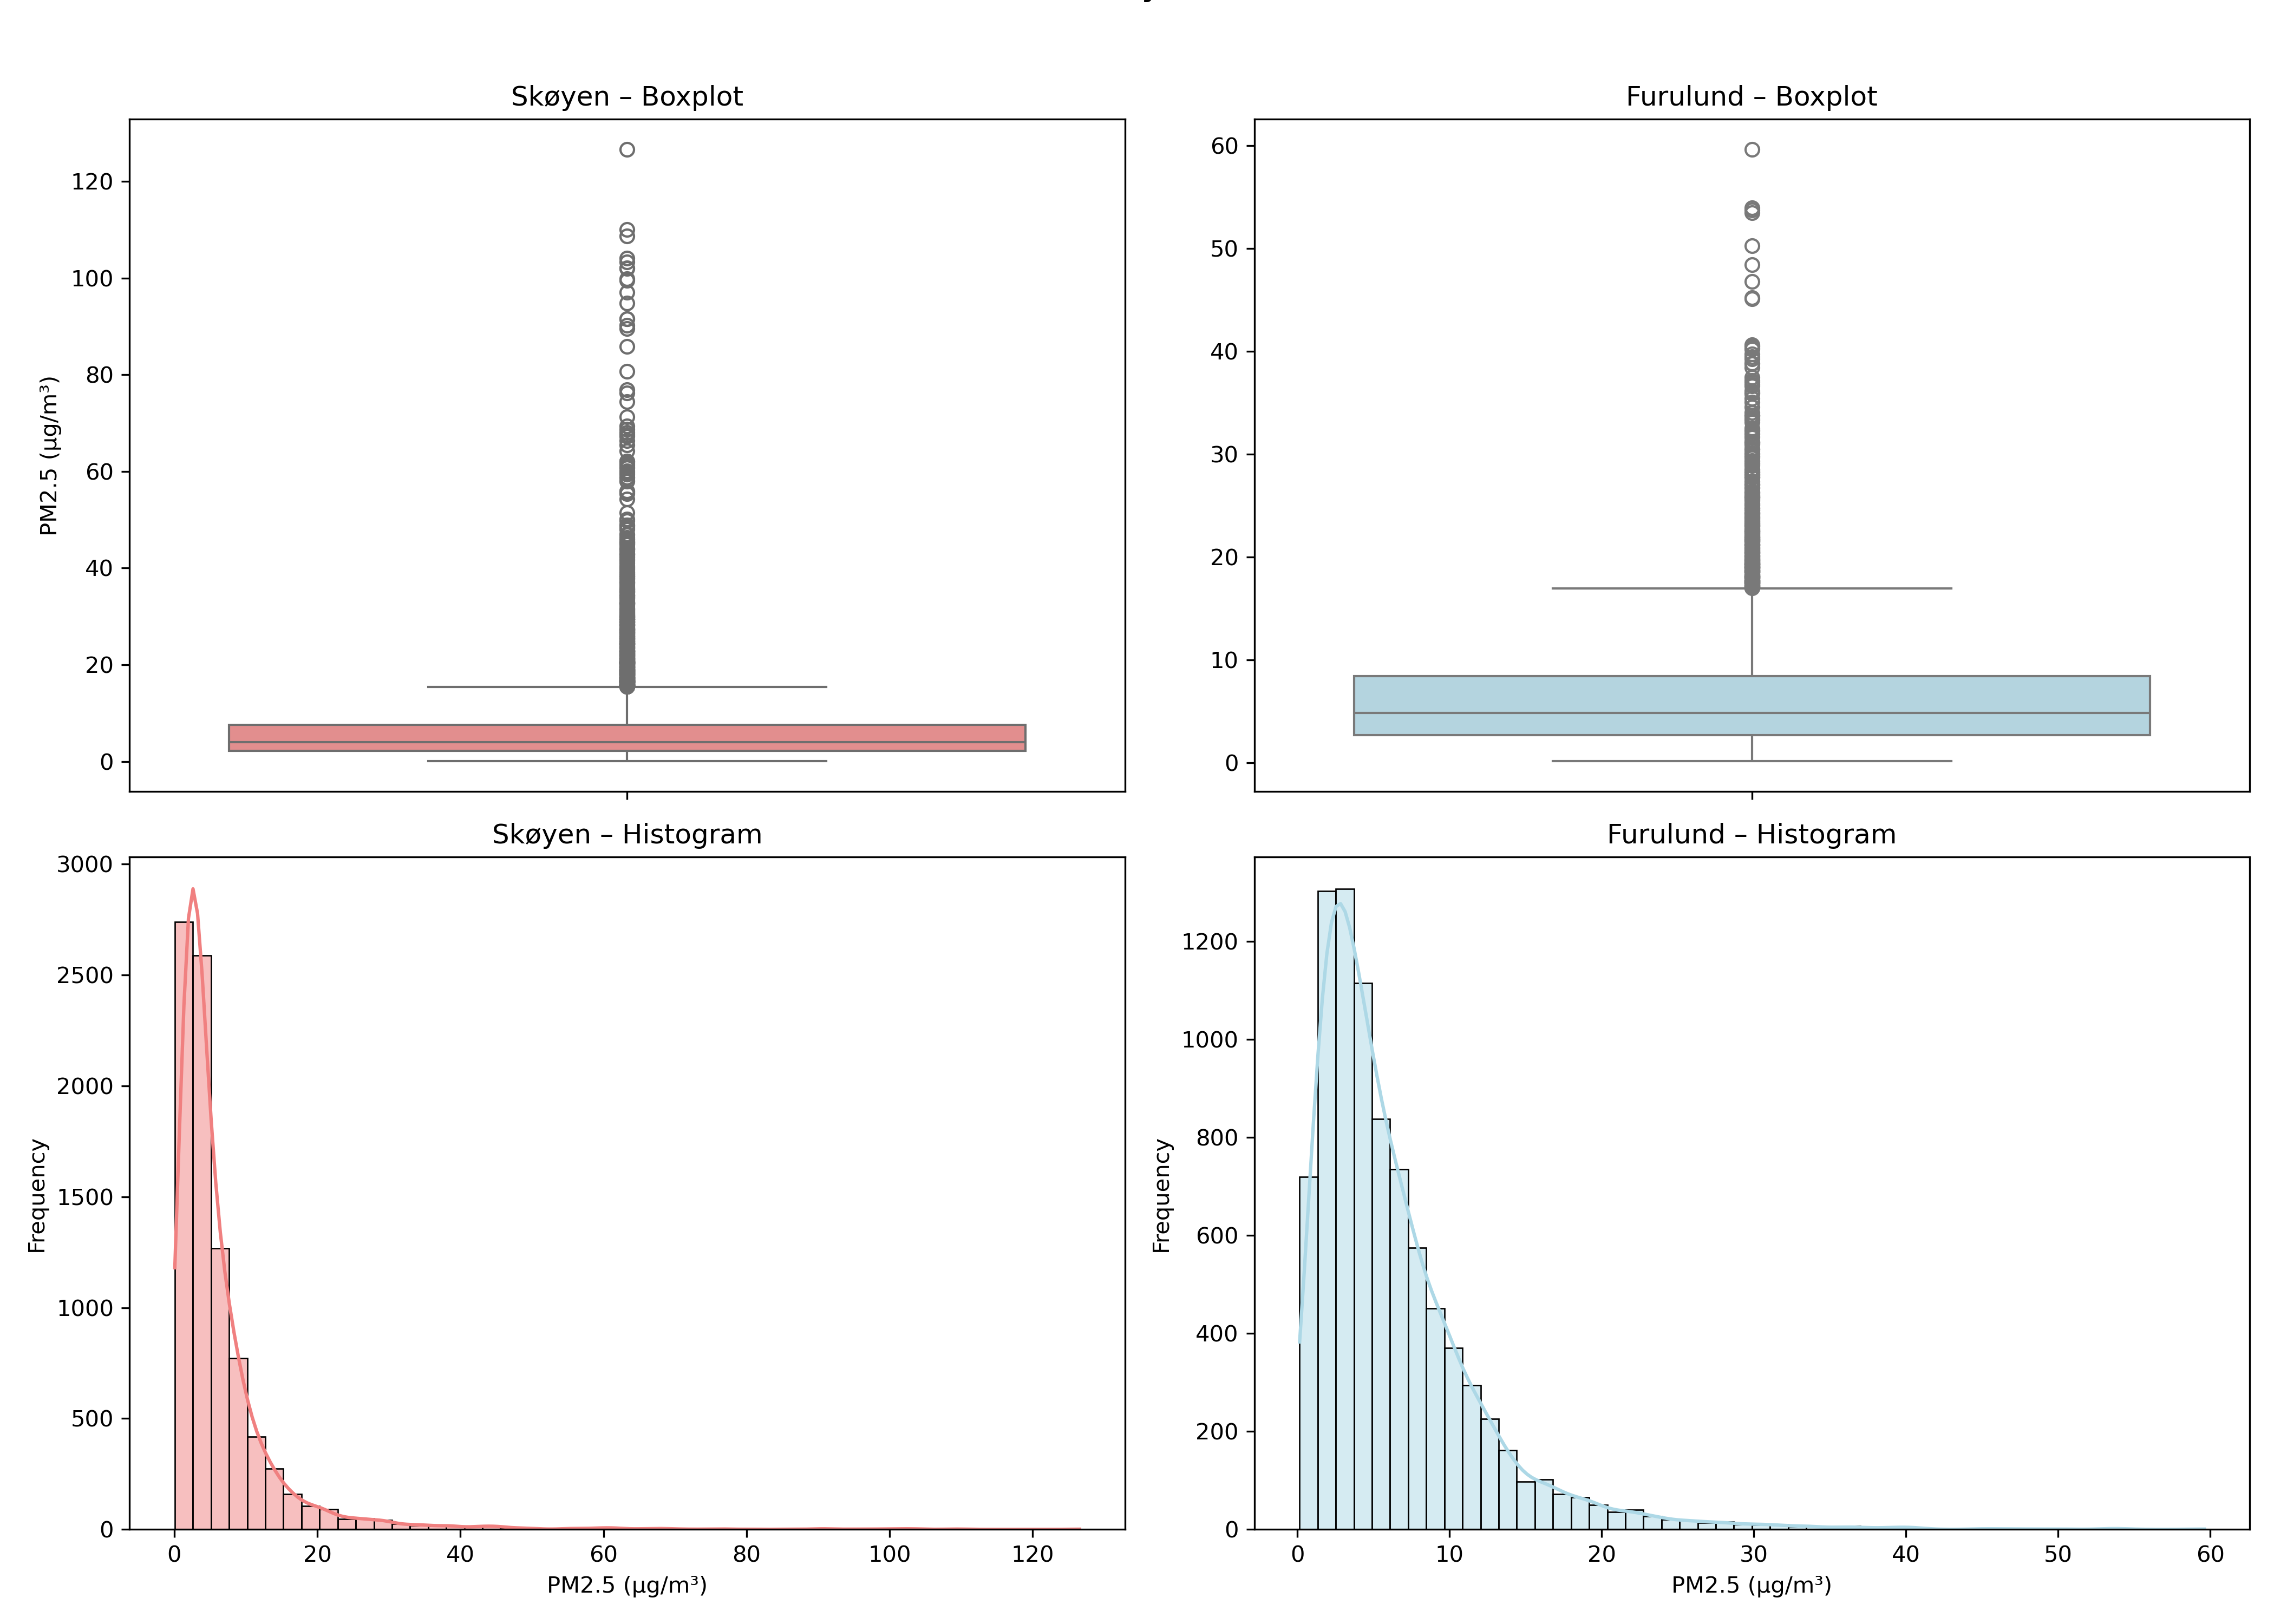 Skøyen – Boxplot
Furulund – Boxplot
PM2.5 (µg/m³)
120
100
80
60
40
20
0
60
50
40
30
20
10
0
Skøyen – Histogram
Furulund – Histogram
Frequency
3000
2500
2000
1500
1000
500
0
0 20 40 60 80 100 120
PM2.5 (µg/m³)
Frequency
1200
1000
800
600
400
200
0
0 10 20 30 40 50 60
PM2.5 (µg/m³)